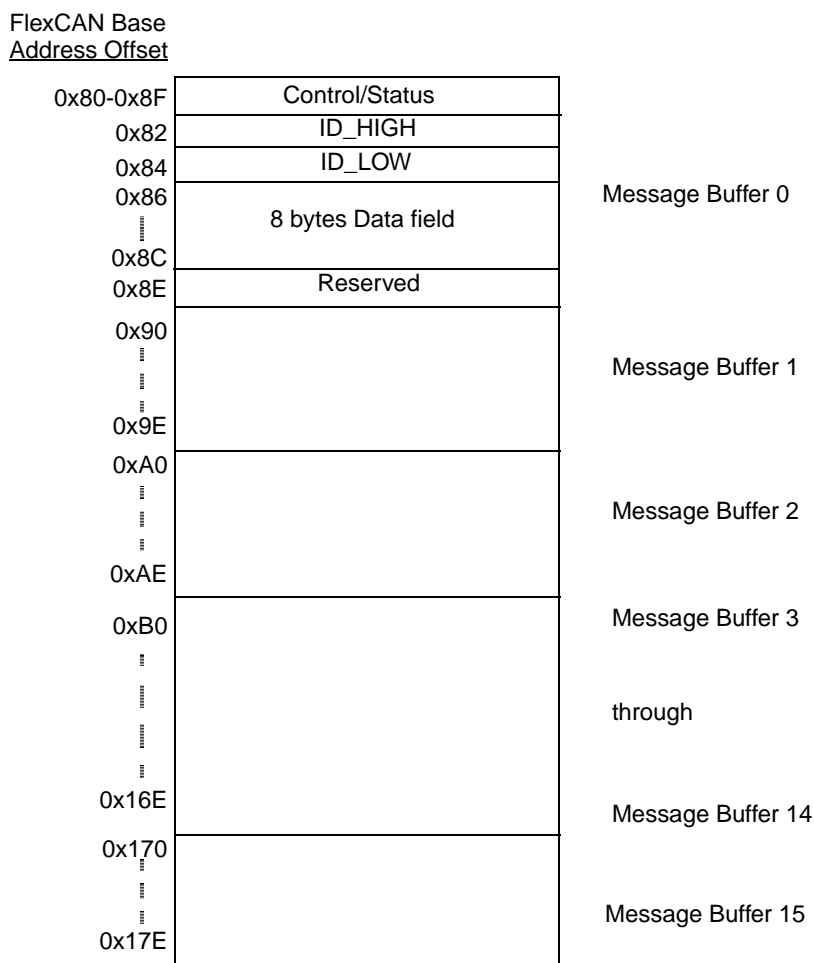 FlexCAN Base
Address Offset
0x80-0x8F Control/Status
0x82 ID_HIGH
0x84 ID_LOW
0x86
8 bytes Data field
Message Buffer 0
0x8C
0x8E Reserved
0x90
Message Buffer 1
0x9E
0xA0
Message Buffer 2
0xAE
0xB0
Message Buffer 3
through
0x16E
Message Buffer 14
0x170
Message Buffer 15
0x17E